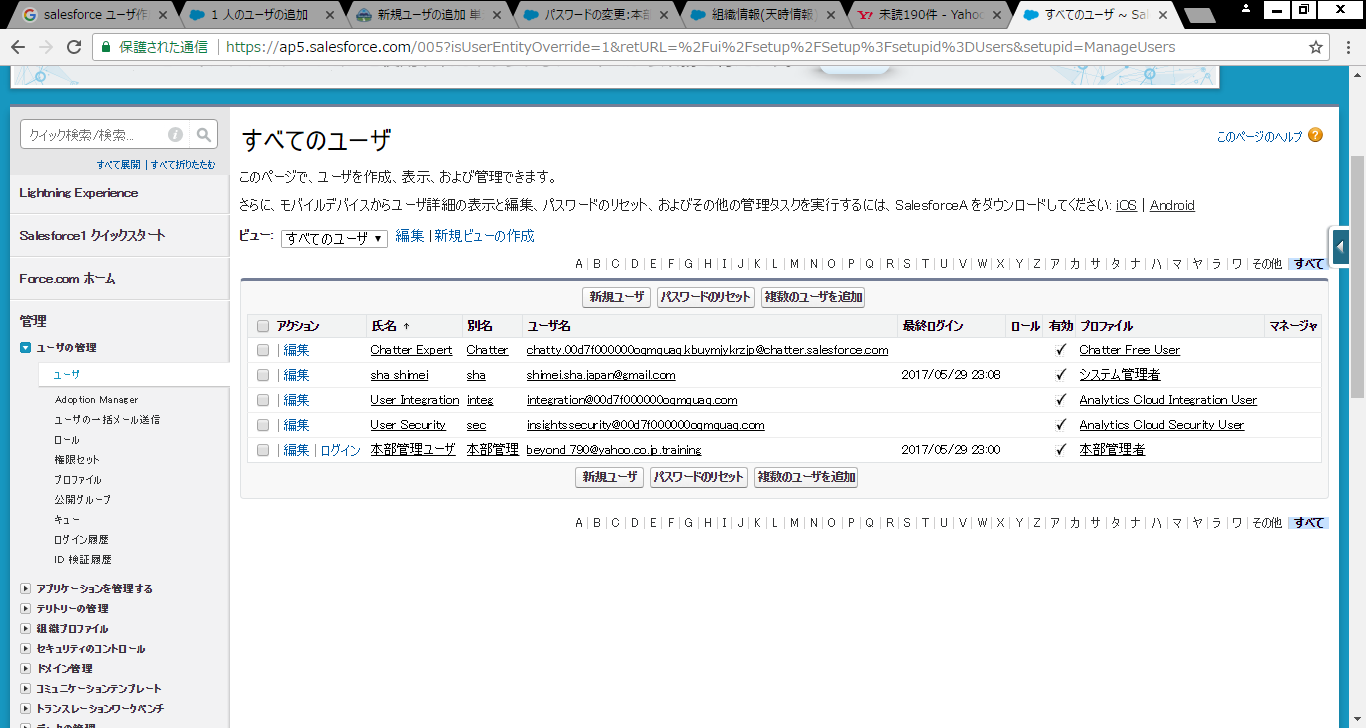 salesforce ユーザ作
1 人のユーザの追加
新規ユーザの追加 単
パスワードの変更:本部
組織情報(天時情報)
未読190件 - Yahoo
すべてのユーザ ~ Sal
保護された通信 https://ap5.salesforce.com/005?isUserEntityOverride=1&retURL=%2Fui%2Fsetup%2FSetup%3Fsetupid%3DUsers&setupid=ManageUsers
クイック検索/検索...
すべて展開 | すべて折りたたむ
Lightning Experience
Salesforce1 クイックスタート
Force.com ホーム
管理
ユーザの管理
ユーザ
Adoption Manager
ユーザの一括メール送信
ロール
権限セット
プロファイル
公開グループ
キュー
ログイン履歴
ID 検証履歴
アプリケーションを管理する
テリトリーの管理
組織プロファイル
セキュリティのコントロール
ドメイン管理
コミュニケーションテンプレート
トランスレーションワークベンチ
データの管理
すべてのユーザ
このページのヘルプ
このページで、ユーザを作成、表示、および管理できます。
さらに、モバイルデバイスからユーザ詳細の表示と編集、パスワードのリセット、およびその他の管理タスクを実行するには、SalesforceA をダウンロードしてください: iOS | Android
ビュー: すべてのユーザ 編集 | 新規ビューの作成
A | B | C | D | E | F | G | H | I | J | K | L | M | N | O | P | Q | R | S | T | U | V | W | X | Y | Z | ア | カ | サ | タ | ナ | ハ | マ | ヤ | ラ | ワ | その他 すべて
新規ユーザ パスワードのリセット 複数のユーザを追加
アクション 氏名 ↑ 別名 ユーザ名 最終ログイン ロール 有効 プロファイル マネージャ
| 編集 Chatter Expert Chatter chatty.00d7f000000oqmquaq.kbuymjykrzjp@chatter.salesforce.com ✓ Chatter Free User
| 編集 sha shimei sha shimei.sha.japan@gmail.com 2017/05/29 23:08 ✓ システム管理者
| 編集 User Integration integ integration@00d7f000000oqmquaq.com ✓ Analytics Cloud Integration User
| 編集 User Security sec insightssecurity@00d7f000000oqmquaq.com ✓ Analytics Cloud Security User
| 編集 | ログイン 本部管理ユーザ 本部管理 beyond_790@yahoo.co.jp.training 2017/05/29 23:00 ✓ 本部管理者
新規ユーザ パスワードのリセット 複数のユーザを追加
A | B | C | D | E | F | G | H | I | J | K | L | M | N | O | P | Q | R | S | T | U | V | W | X | Y | Z | ア | カ | サ | タ | ナ | ハ | マ | ヤ | ラ | ワ | その他 すべて